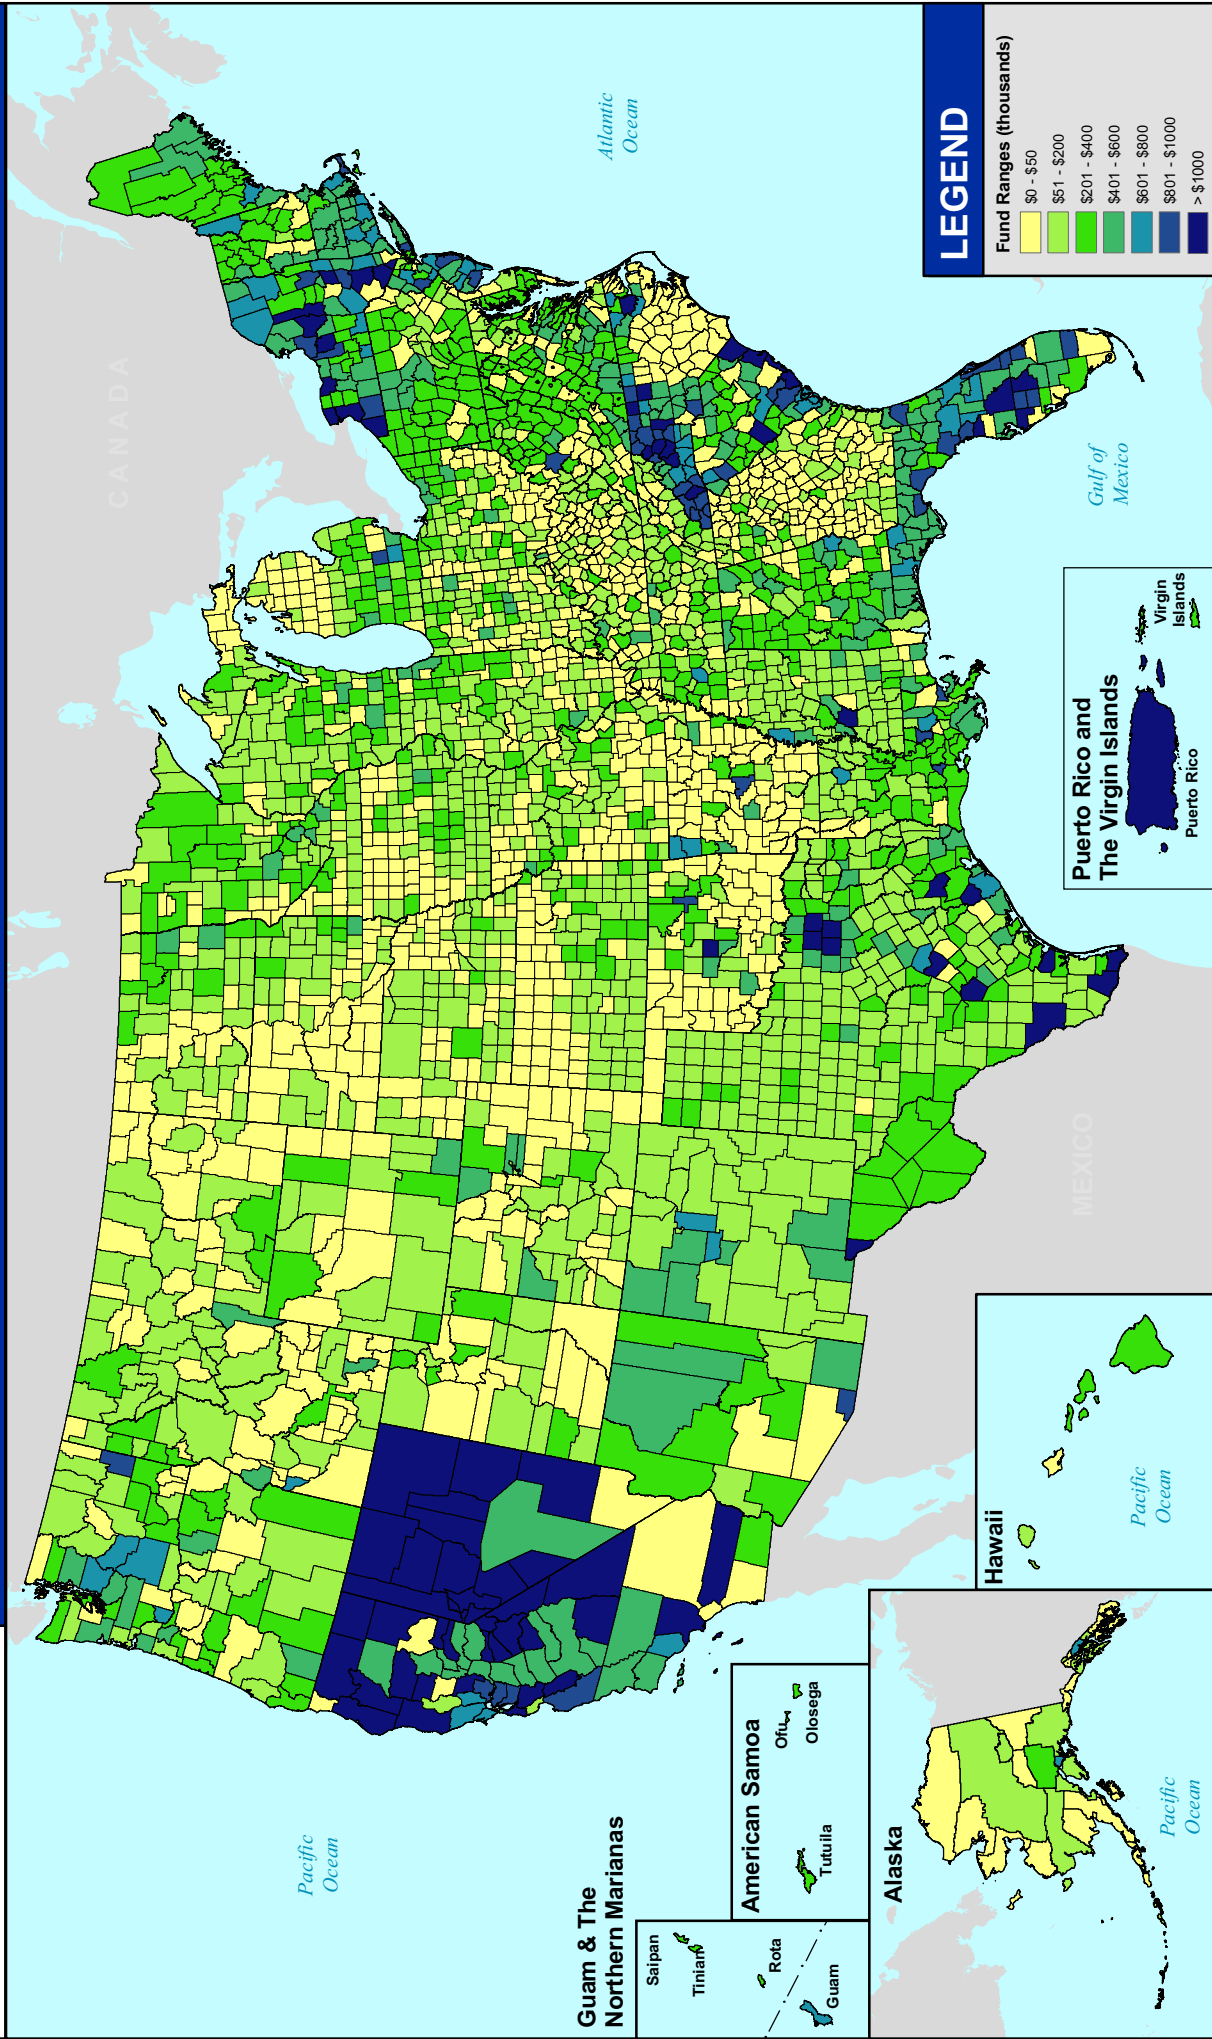 CANADA
Atlantic
Ocean
Gulf of
Mexico
MEXICO
Pacific
Ocean
LEGEND
Fund Ranges (thousands)
$0 - $50
$51 - $200
$201 - $400
$401 - $600
$601 - $800
$801 - $1000
> $1000
Guam & The
Northern Marianas
Saipan
Tinian
Rota
Guam
American Samoa
Ofu
Olosega
Tutuila
Alaska
Pacific
Ocean
Hawaii
Pacific
Ocean
Puerto Rico and
The Virgin Islands
Virgin
Islands
Puerto Rico